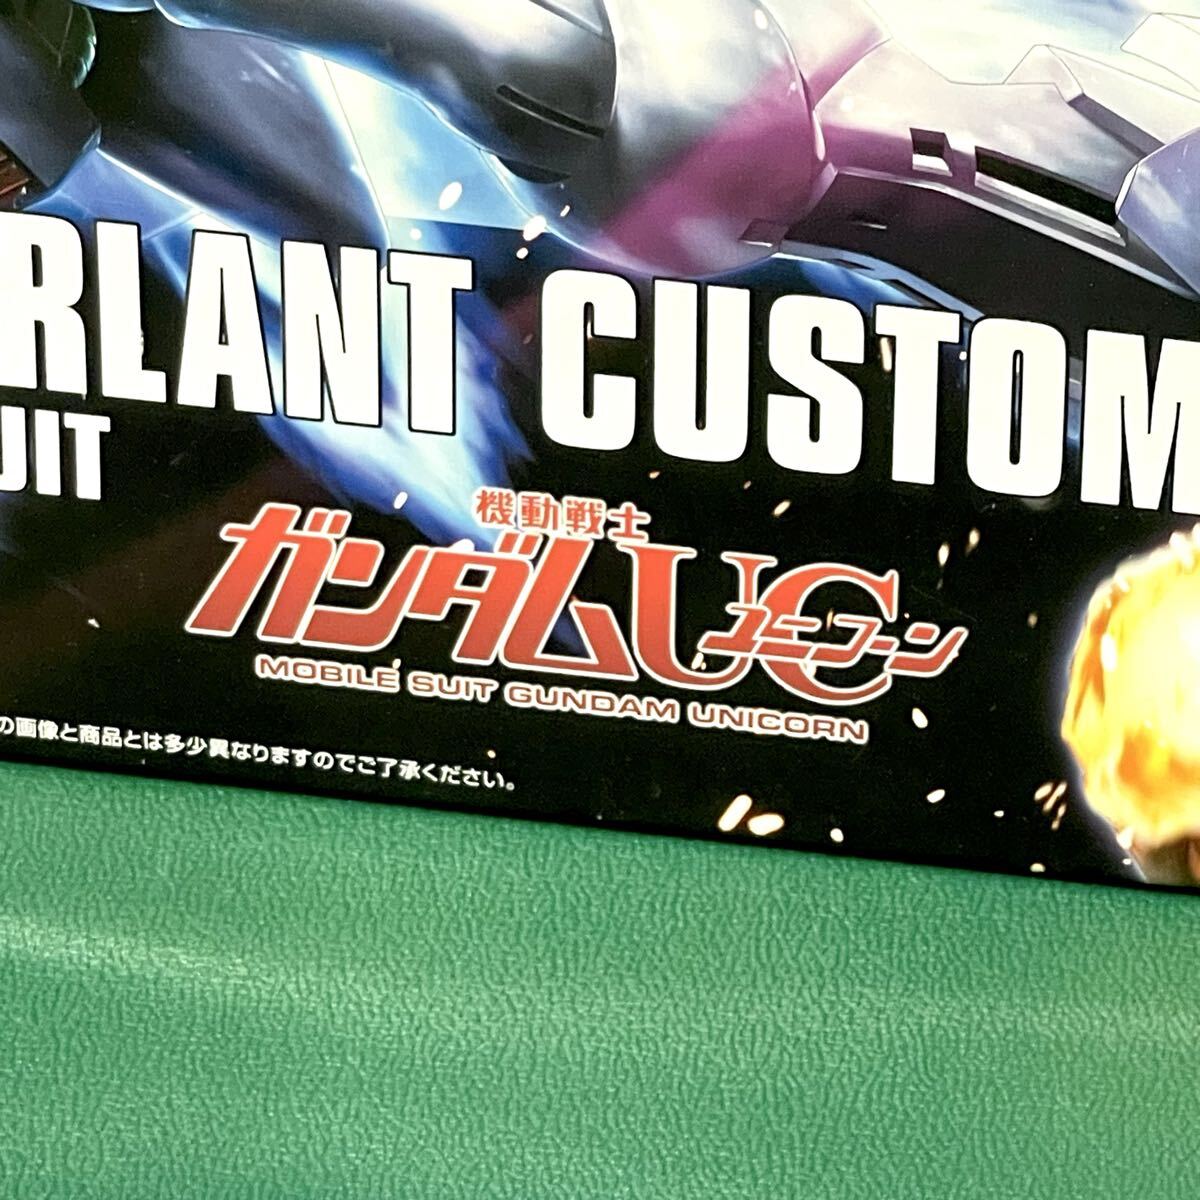 RLANT CUSTOM
UIT
機動戦士
ガンダムUC
ユニコーン
MOBILE SUIT GUNDAM UNICORN
の画像と商品とは多少異なりますのでご了承ください。